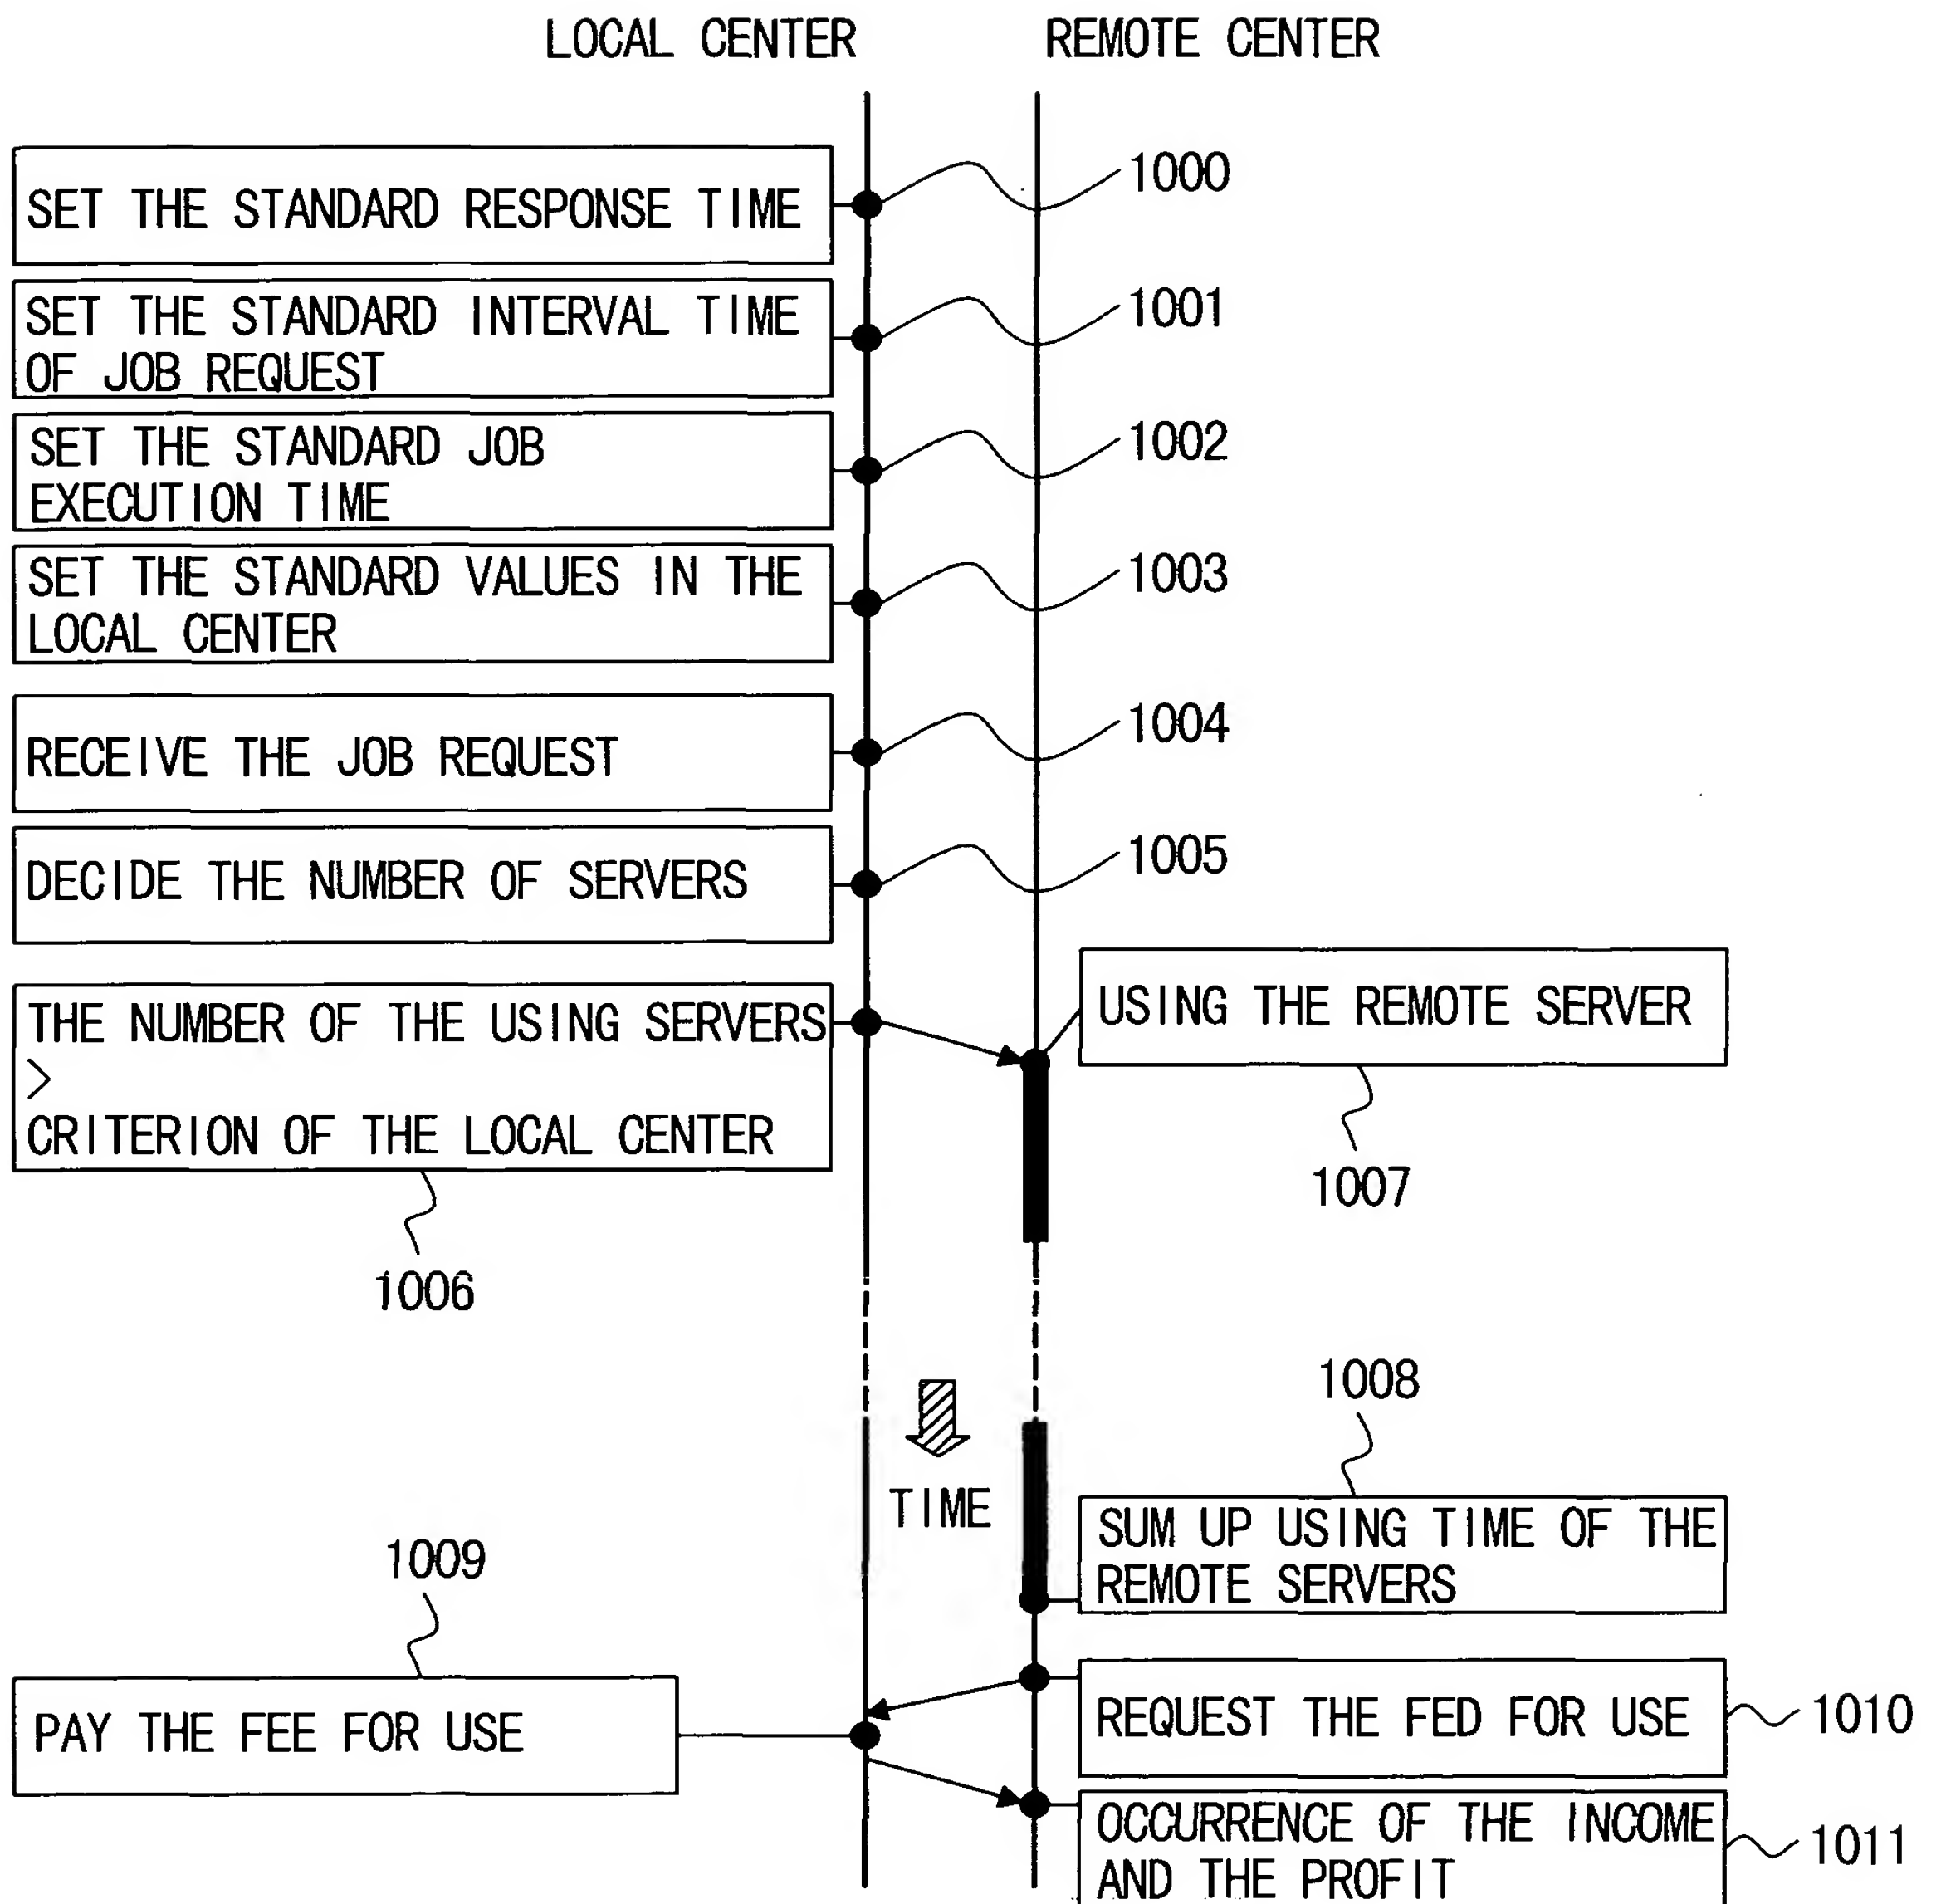 LOCAL CENTER
REMOTE CENTER
SET THE STANDARD RESPONSE TIME
1000
SET THE STANDARD INTERVAL TIME
OF JOB REQUEST
1001
SET THE STANDARD JOB
EXECUTION TIME
1002
SET THE STANDARD VALUES IN THE
LOCAL CENTER
1003
RECEIVE THE JOB REQUEST
1004
DECIDE THE NUMBER OF SERVERS
1005
THE NUMBER OF THE USING SERVERS
>
CRITERION OF THE LOCAL CENTER
1006
USING THE REMOTE SERVER
1007
TIME
1008
SUM UP USING TIME OF THE
REMOTE SERVERS
1009
PAY THE FEE FOR USE
REQUEST THE FED FOR USE
1010
OCCURRENCE OF THE INCOME
AND THE PROFIT
1011